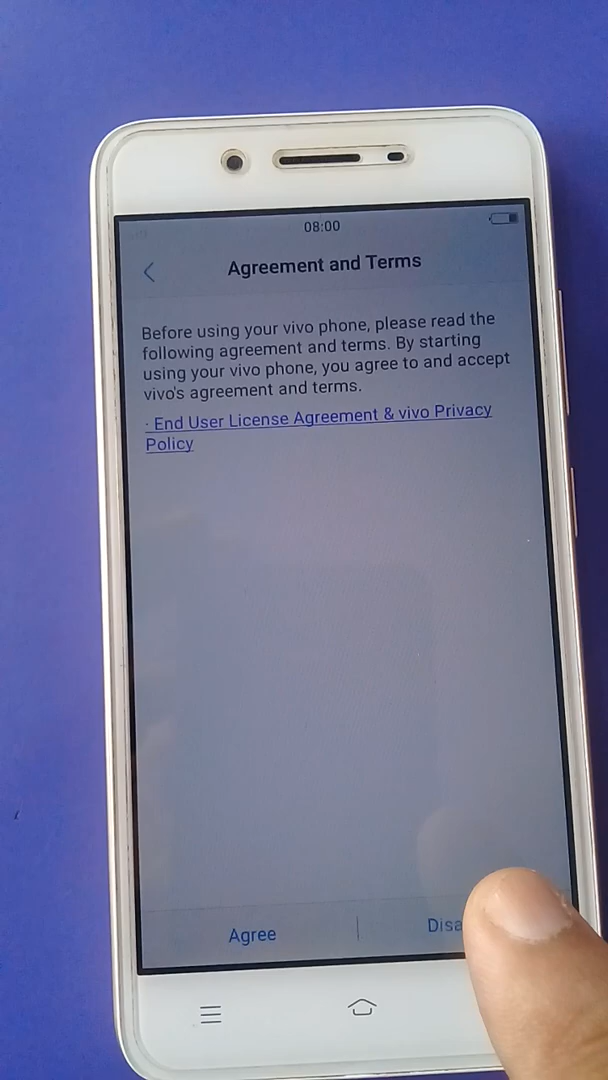 08:00
Agreement and Terms
Before using your vivo phone, please read the
following agreement and terms. By starting
using your vivo phone, you agree to and accept
vivo's agreement and terms.
· End User License Agreement & vivo Privacy
Policy
Agree
Disa